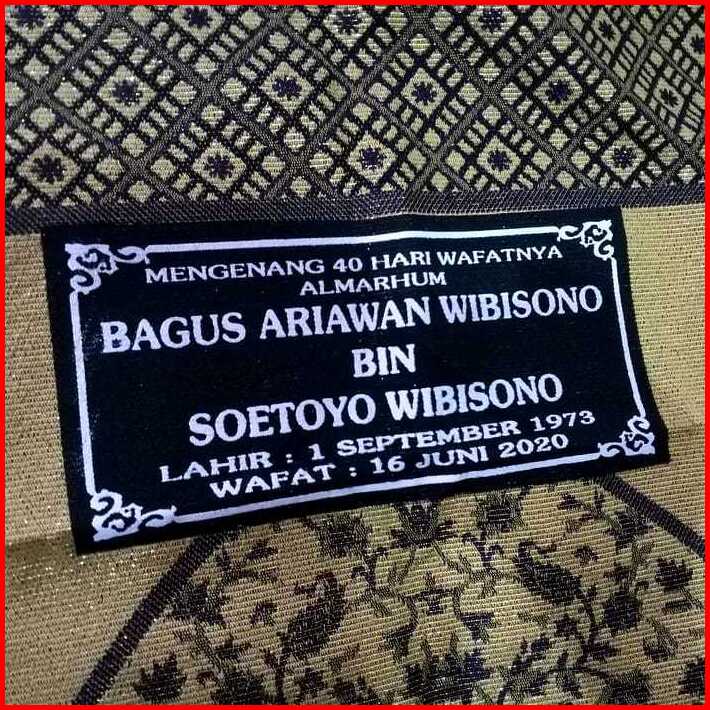 MENGENANG 40 HARI WAFATNYA
ALMARHUM
BAGUS ARIAWAN WIBISONO
BIN
SOETOYO WIBISONO
LAHIR : 1 SEPTEMBER 1973
WAFAT : 16 JUNI 2020